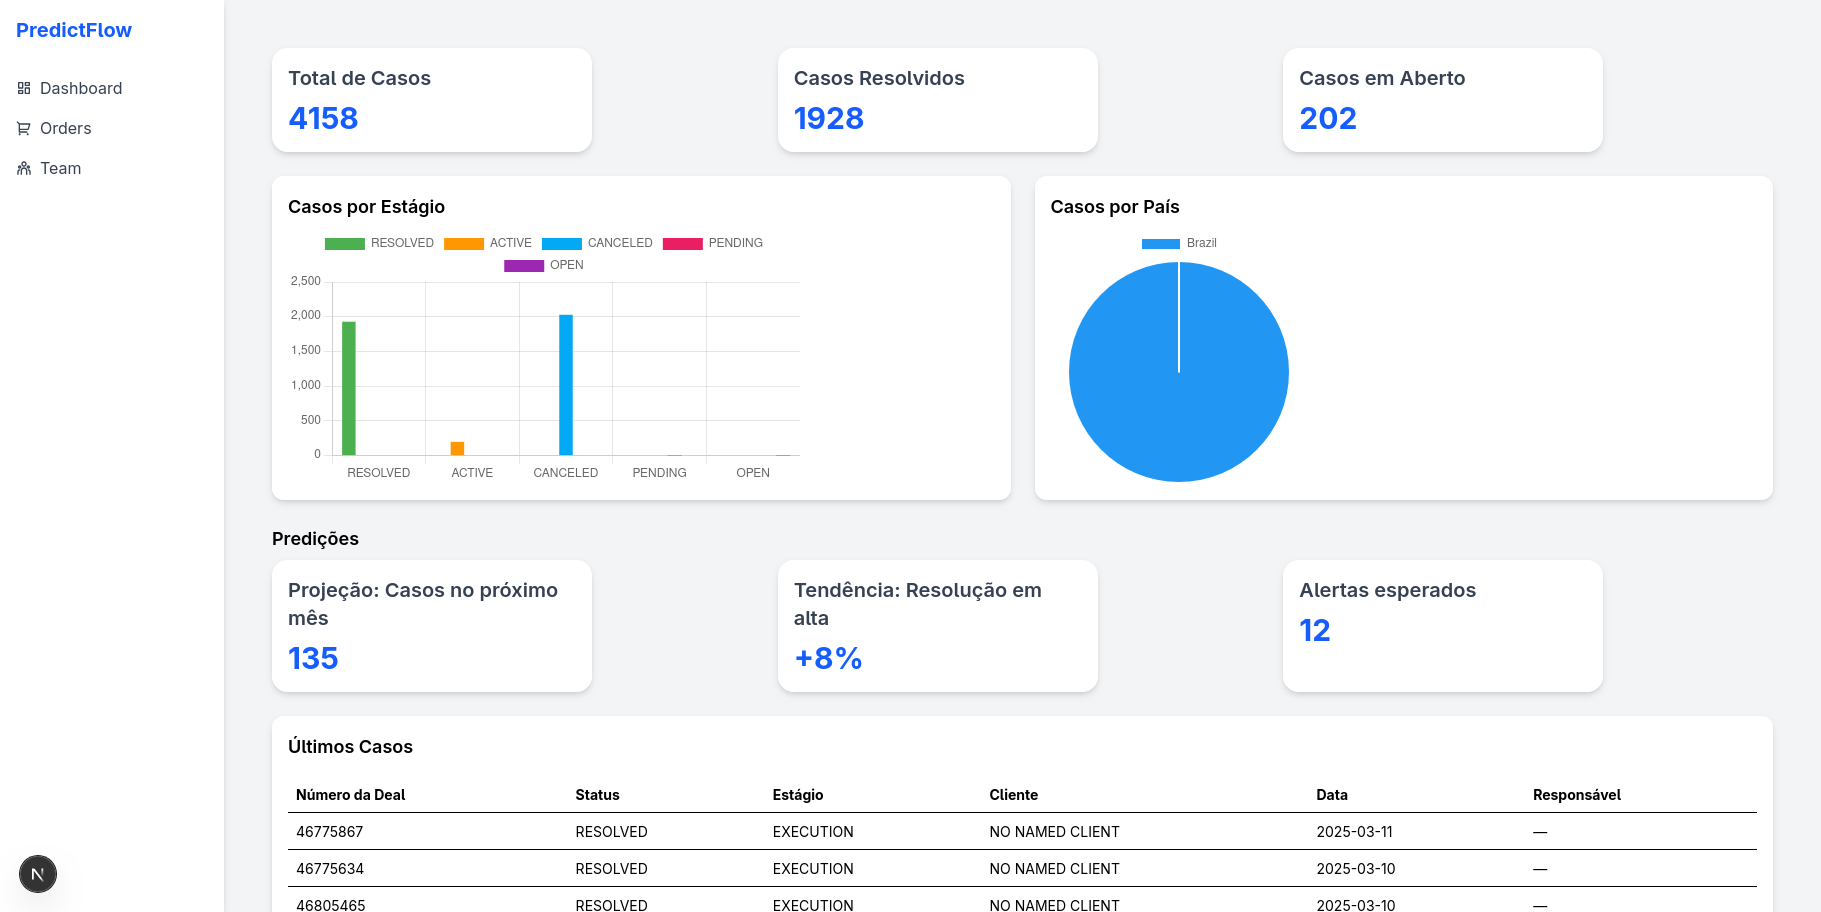 PredictFlow
Dashboard
Orders
Team
Total de Casos
4158
Casos Resolvidos
1928
Casos em Aberto
202
Casos por Estágio
RESOLVED ACTIVE CANCELED PENDING
OPEN
2,500
2,000
1,500
1,000
500
0
RESOLVED ACTIVE CANCELED PENDING OPEN
Casos por País
Brazil
Predições
Projeção: Casos no próximo
mês
135
Tendência: Resolução em
alta
+8%
Alertas esperados
12
Últimos Casos
Número da Deal Status Estágio Cliente Data Responsável
46775867 RESOLVED EXECUTION NO NAMED CLIENT 2025-03-11 —
46775634 RESOLVED EXECUTION NO NAMED CLIENT 2025-03-10 —
46805465 RESOLVED EXECUTION NO NAMED CLIENT 2025-03-10 —
N